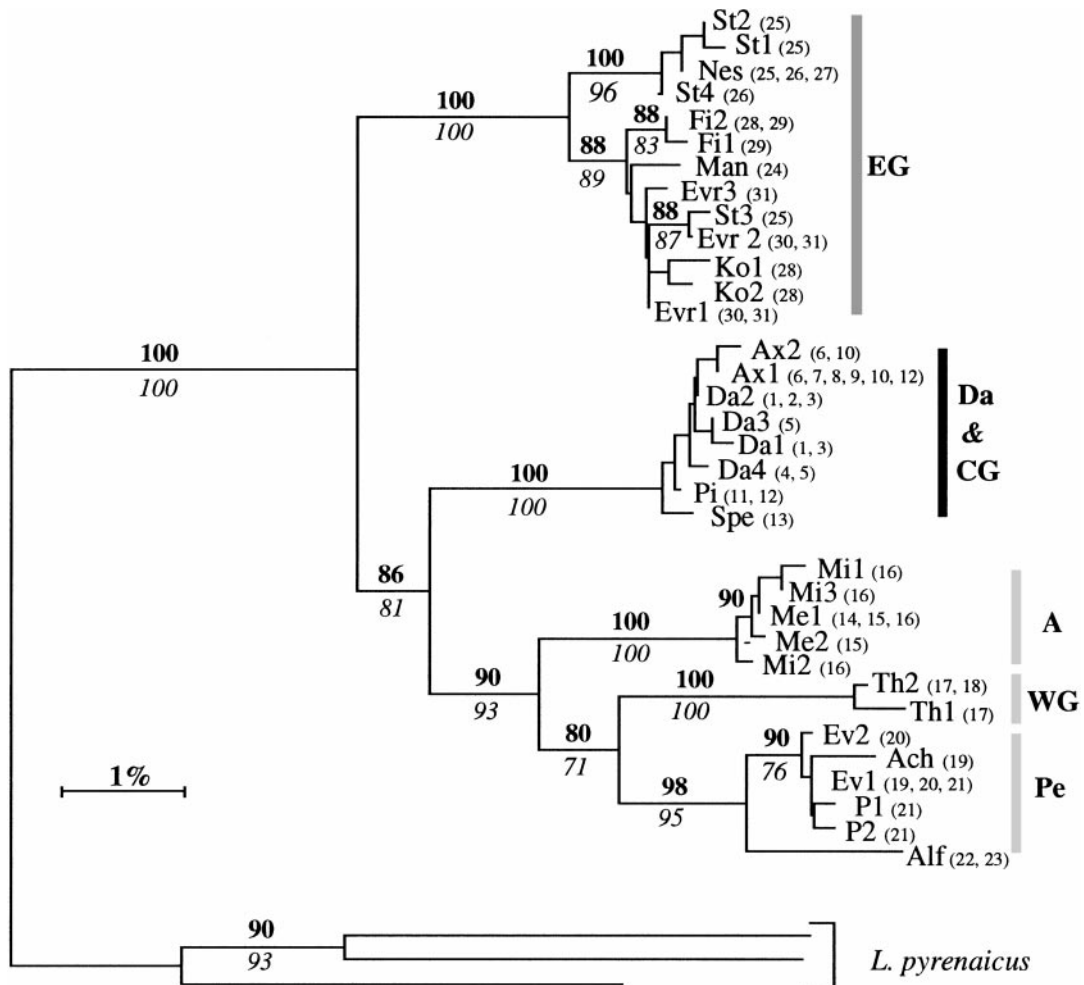 St2 (25)
St1 (25)
100
Nes (25, 26, 27)
96
St4 (26)
100
100
88
Fi2 (28, 29)
83
Fi1 (29)
88
89
Man (24)
EG
Evr3 (31)
88
St3 (25)
87
Evr 2 (30, 31)
Ko1 (28)
Ko2 (28)
Evr1 (30, 31)
100
100
Ax2 (6, 10)
Ax1 (6, 7, 8, 9, 10, 12)
Da2 (1, 2, 3)
Da3 (5)
Da1 (1, 3)
Da
&
CG
100
100
Da4 (4, 5)
Pi (11, 12)
Spe (13)
86
81
Mi1 (16)
90
Mi3 (16)
Me1 (14, 15, 16)
A
100
100
-
Me2 (15)
Mi2 (16)
90
93
100
100
Th2 (17, 18)
WG
Th1 (17)
80
71
90
76
Ev2 (20)
Ach (19)
1%
98
95
Ev1 (19, 20, 21)
Pe
P1 (21)
P2 (21)
Alf (22, 23)
90
93
L. pyrenaicus